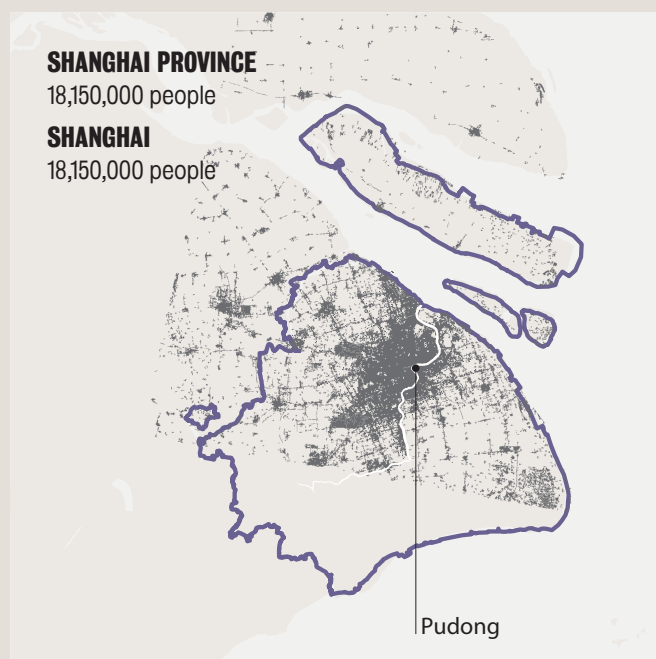 SHANGHAI PROVINCE
18,150,000 people
SHANGHAI
18,150,000 people
Pudong